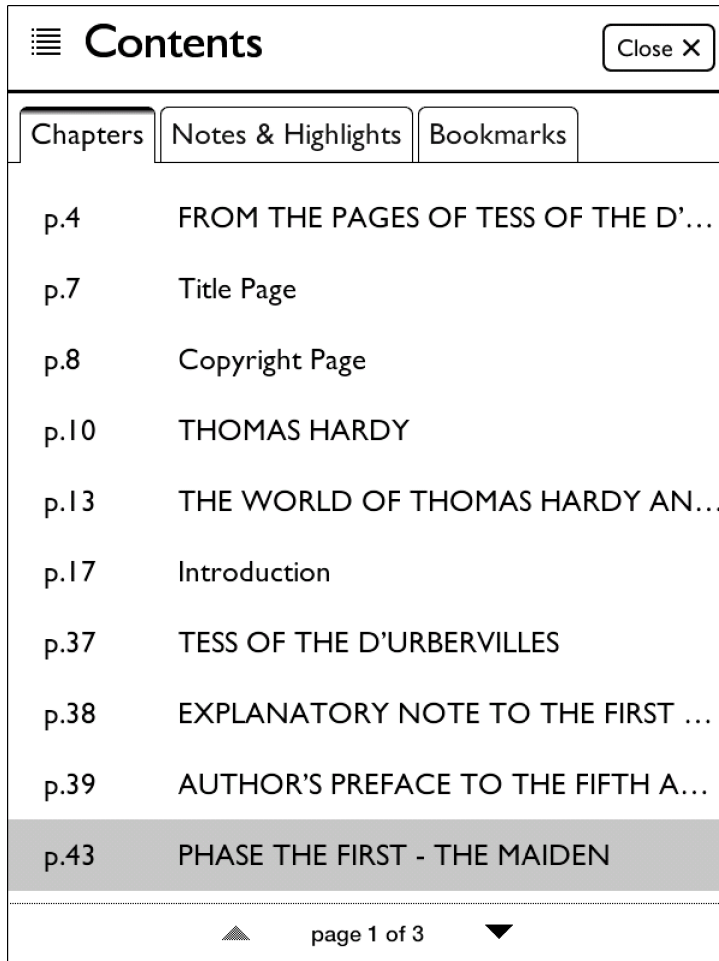 Contents
Close ✕
Chapters Notes & Highlights Bookmarks
p.4 FROM THE PAGES OF TESS OF THE D’...
p.7 Title Page
p.8 Copyright Page
p.10 THOMAS HARDY
p.13 THE WORLD OF THOMAS HARDY AN...
p.17 Introduction
p.37 TESS OF THE D’URBERVILLES
p.38 EXPLANATORY NOTE TO THE FIRST ...
p.39 AUTHOR’S PREFACE TO THE FIFTH A...
p.43 PHASE THE FIRST - THE MAIDEN
page 1 of 3